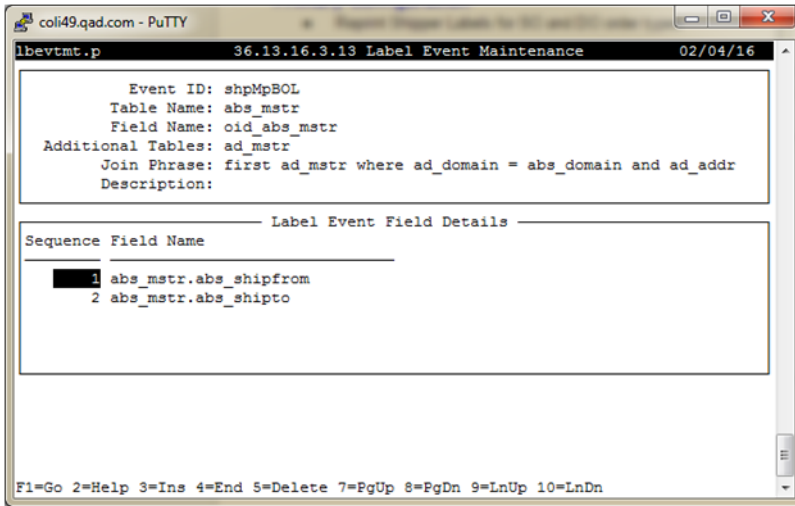 coli49.qad.com - PuTTY
lbevtmt.p 36.13.16.3.13 Label Event Maintenance 02/04/16
Event ID: shpMpBOL
Table Name: abs_mstr
Field Name: oid_abs_mstr
Additional Tables: ad_mstr
Join Phrase: first ad_mstr where ad_domain = abs_domain and ad_addr
Description:
Label Event Field Details
Sequence Field Name
1 abs_mstr.abs_shipfrom
2 abs_mstr.abs_shipto
F1=Go 2=Help 3=Ins 4=End 5=Delete 7=PgUp 8=PgDn 9=LnUp 10=LnDn